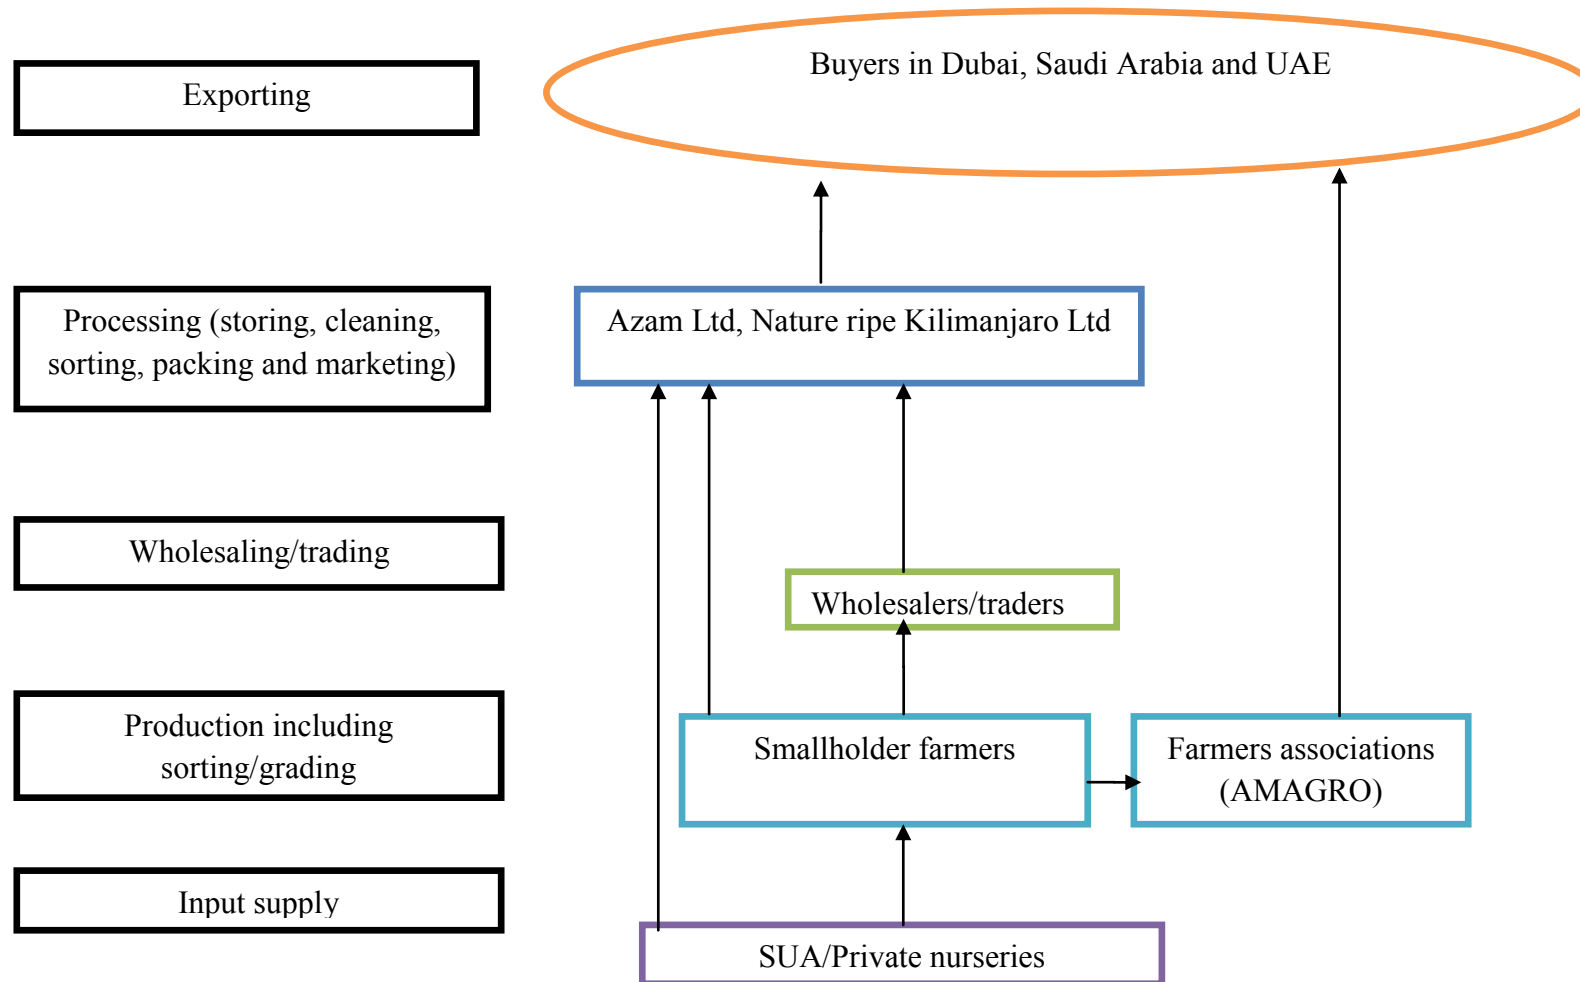 Buyers in Dubai, Saudi Arabia and UAE
Exporting
Processing (storing, cleaning,
sorting, packing and marketing)
Azam Ltd, Nature ripe Kilimanjaro Ltd
Wholesaling/trading
Wholesalers/traders
Production including
sorting/grading
Smallholder farmers
Farmers associations
(AMAGRO)
Input supply
SUA/Private nurseries